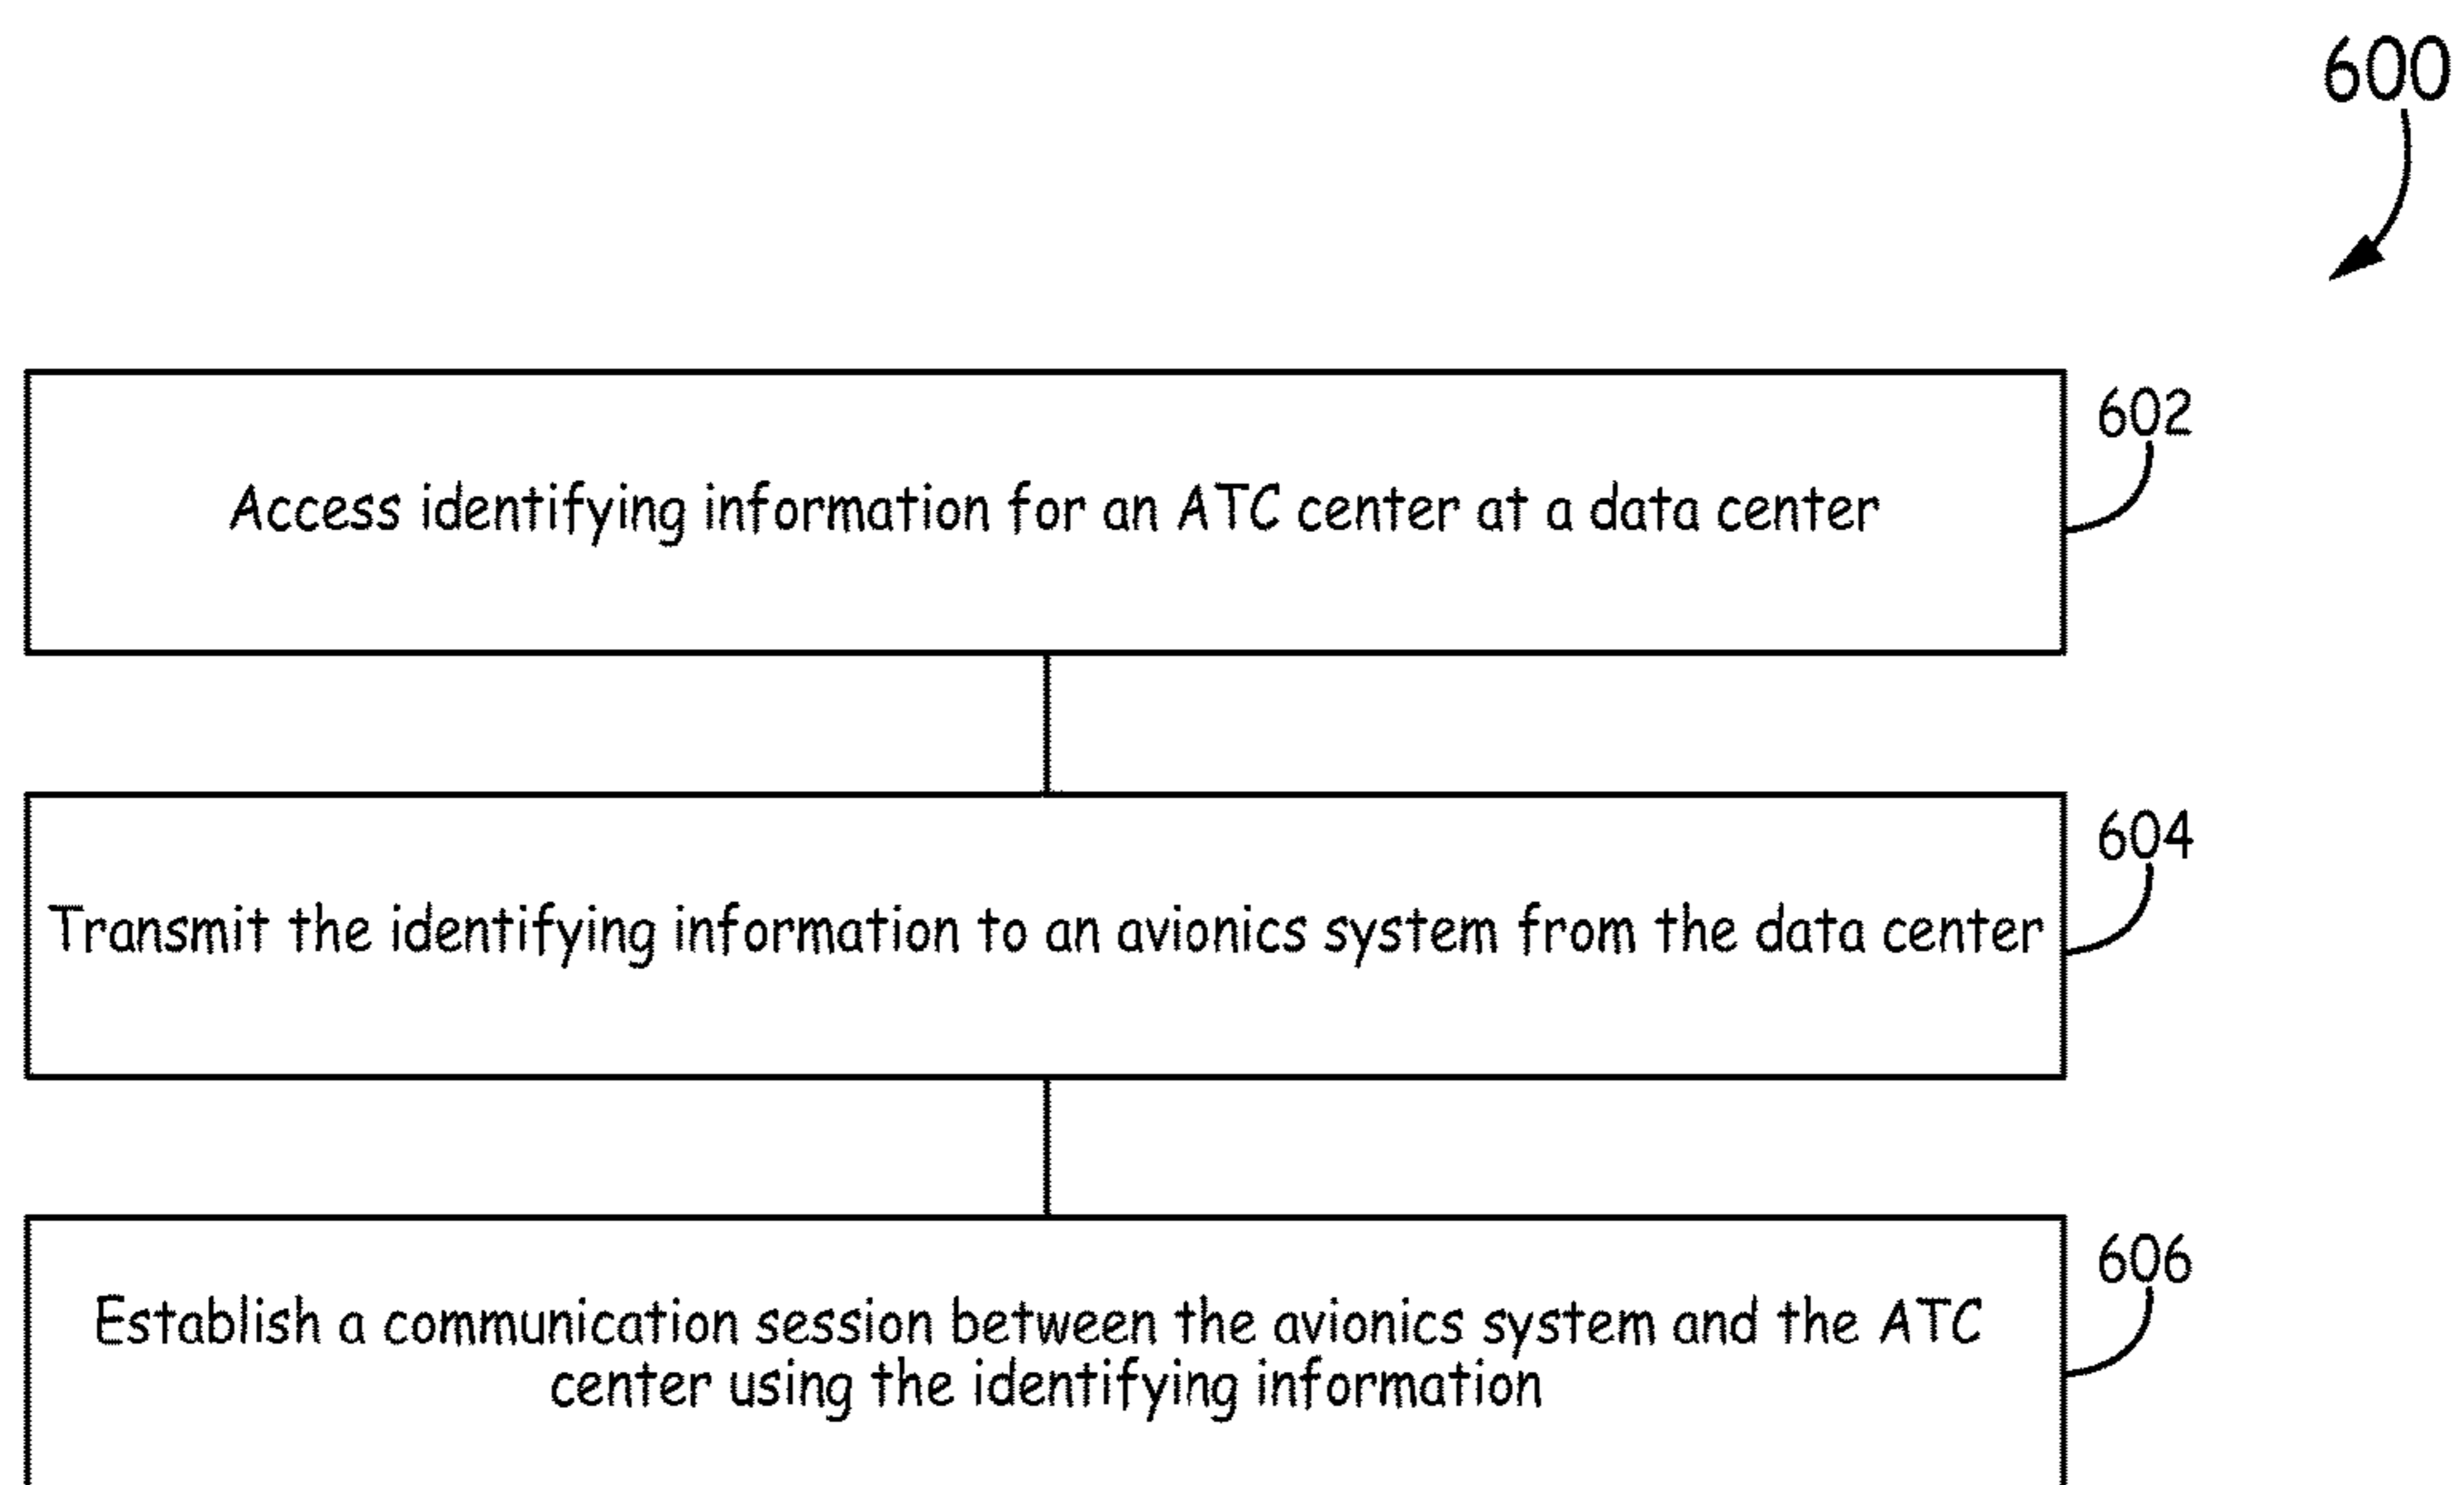 600
602
Access identifying information for an ATC center at a data center
604
Transmit the identifying information to an avionics system from the data center
606
Establish a communication session between the avionics system and the ATC
center using the identifying information